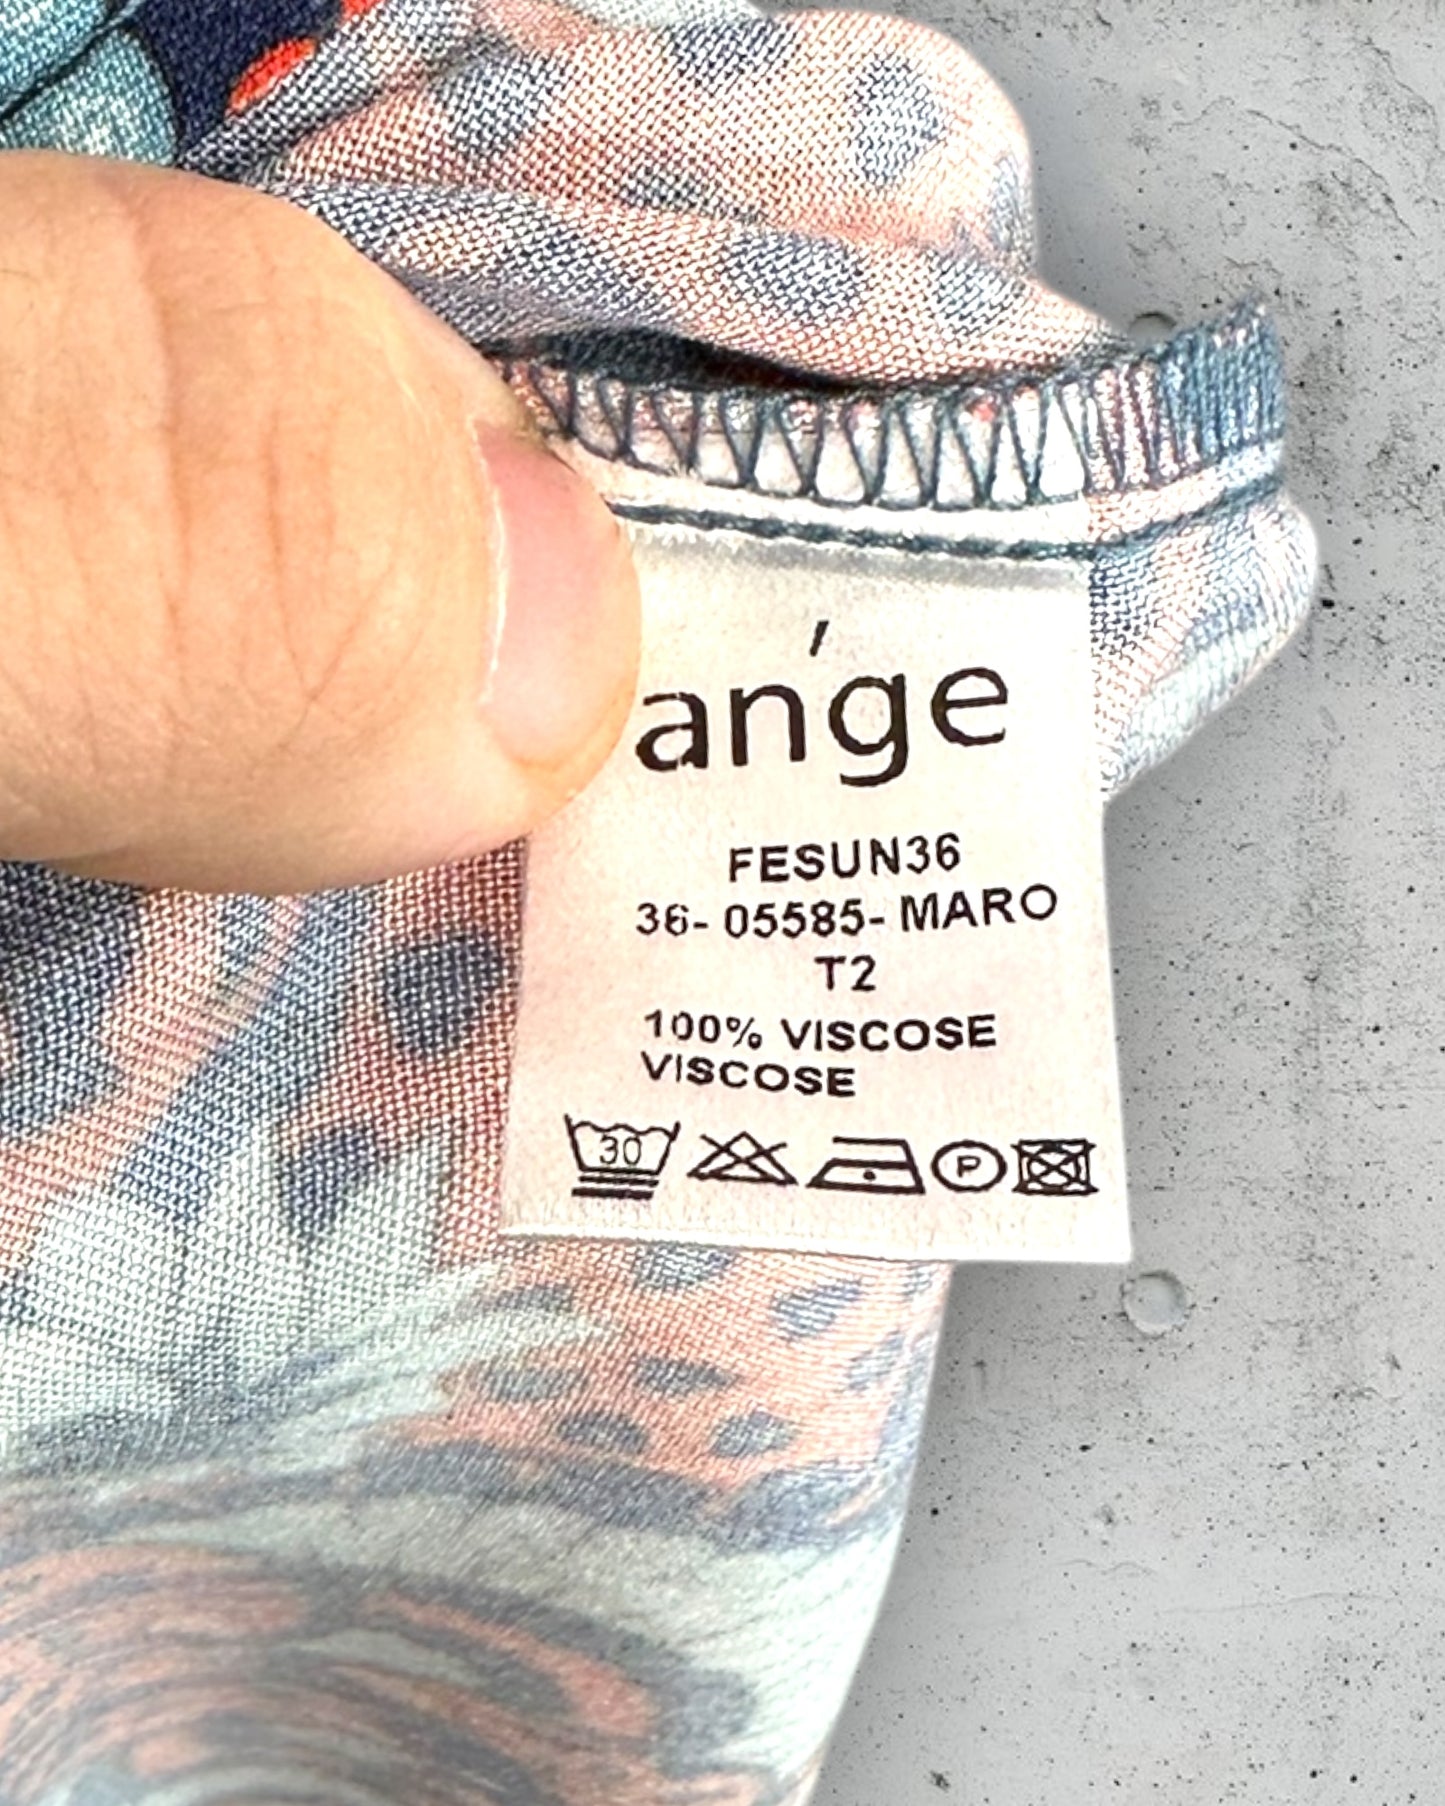 an'ge
FESUN36
36- 05585- MARO
T2
100% VISCOSE
VISCOSE
30
P